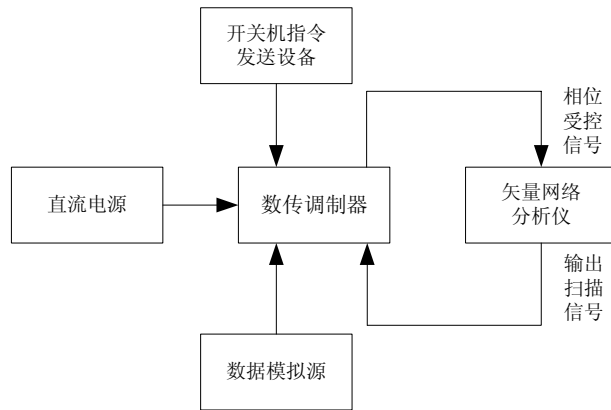 开关机指令
发送设备
相位
受控
信号
直流电源
数传调制器
矢量网络
分析仪
输出
扫描
信号
数据模拟源